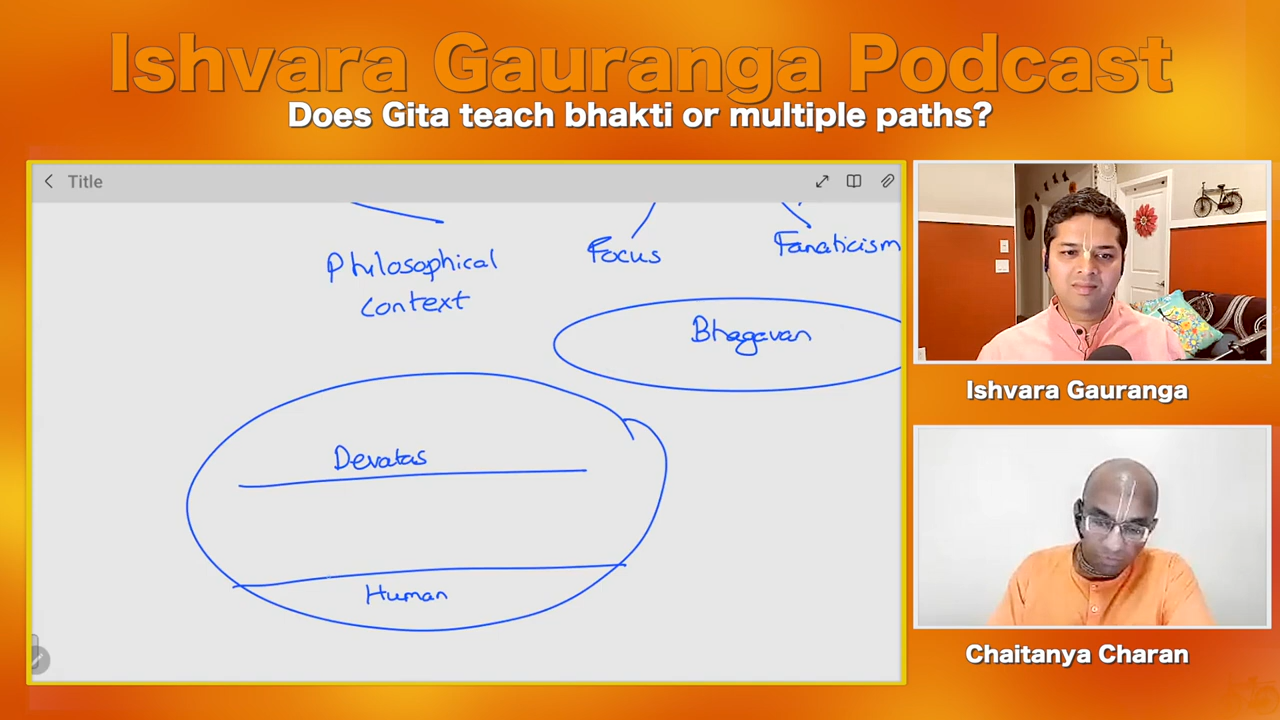 Ishvara Gauranga Podcast
Does Gita teach bhakti or multiple paths?
Title
Philosophical
context
Focus
Fanaticism
Bhagavan
Devatas
Human
Ishvara Gauranga
Chaitanya Charan